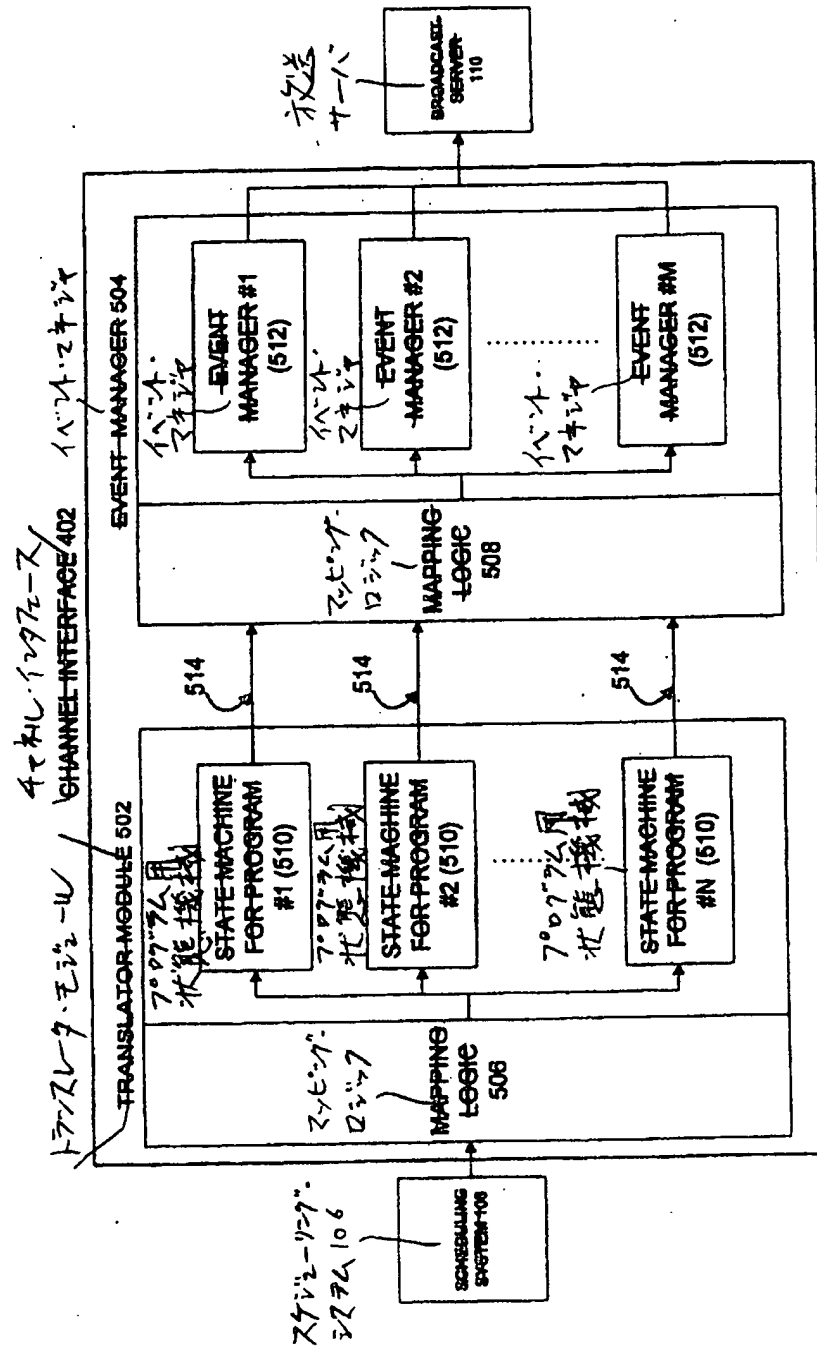 チャネル・インタフェース
CHANNEL INTERFACE 402
トランスレータ・モジュール
TRANSLATOR MODULE 502
イベント・マネジャ
EVENT MANAGER 504
スケジューリング・
システム 106
SCHEDULING
SYSTEM 106
マッピング・
ロジック
MAPPING
LOGIC
506
プログラム用
状態機械
STATE MACHINE
FOR PROGRAM
#1 (510)
プログラム用
状態機械
STATE MACHINE
FOR PROGRAM
#2 (510)
プログラム用
状態機械
STATE MACHINE
FOR PROGRAM
#N (510)
514
514
514
マッピング・
ロジック
MAPPING
LOGIC
508
イベント・
マネジャ
EVENT
MANAGER #1
(512)
イベント・
マネジャ
EVENT
MANAGER #2
(512)
イベント・
マネジャ
EVENT
MANAGER #M
(512)
放送
サーバ
BROADCAST
SERVER
110